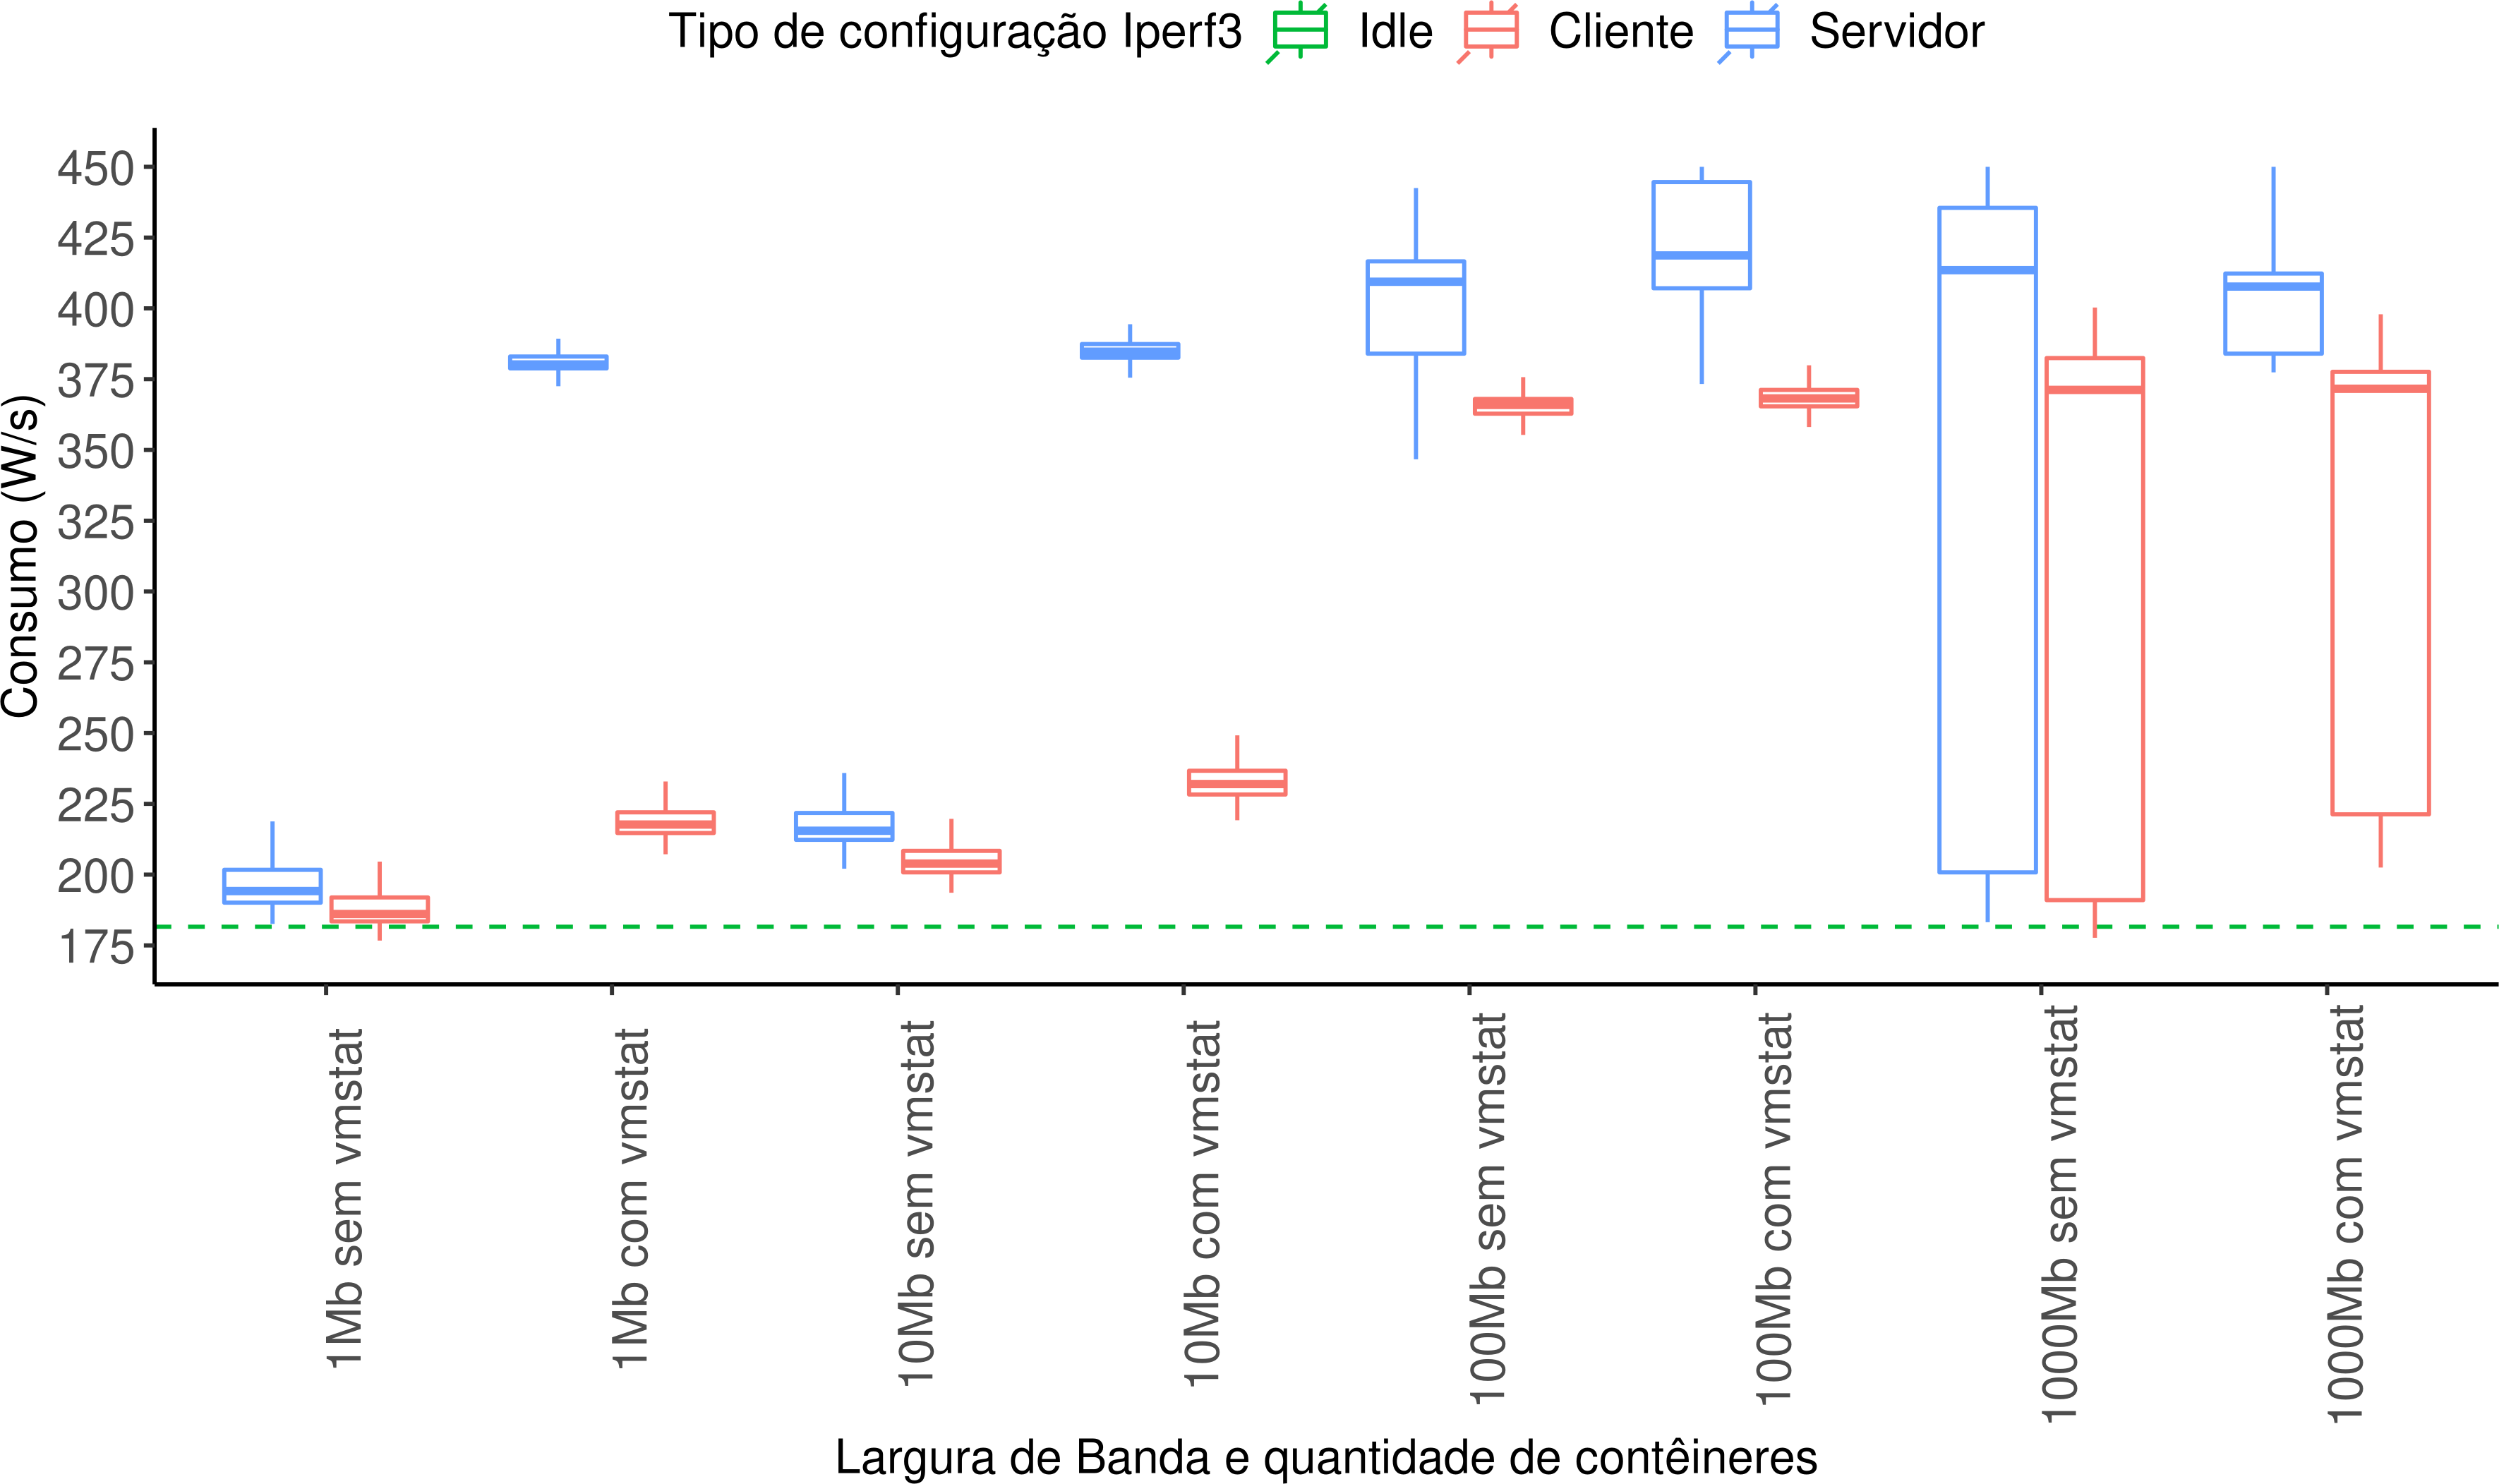 Tipo de configuração Iperf3 Idle Cliente Servidor
Consumo (W/s)
450
425
400
375
350
325
300
275
250
225
200
175
1Mb sem vmstat
1Mb com vmstat
10Mb sem vmstat
10Mb com vmstat
100Mb sem vmstat
100Mb com vmstat
1000Mb sem vmstat
1000Mb com vmstat
Largura de Banda e quantidade de contêineres